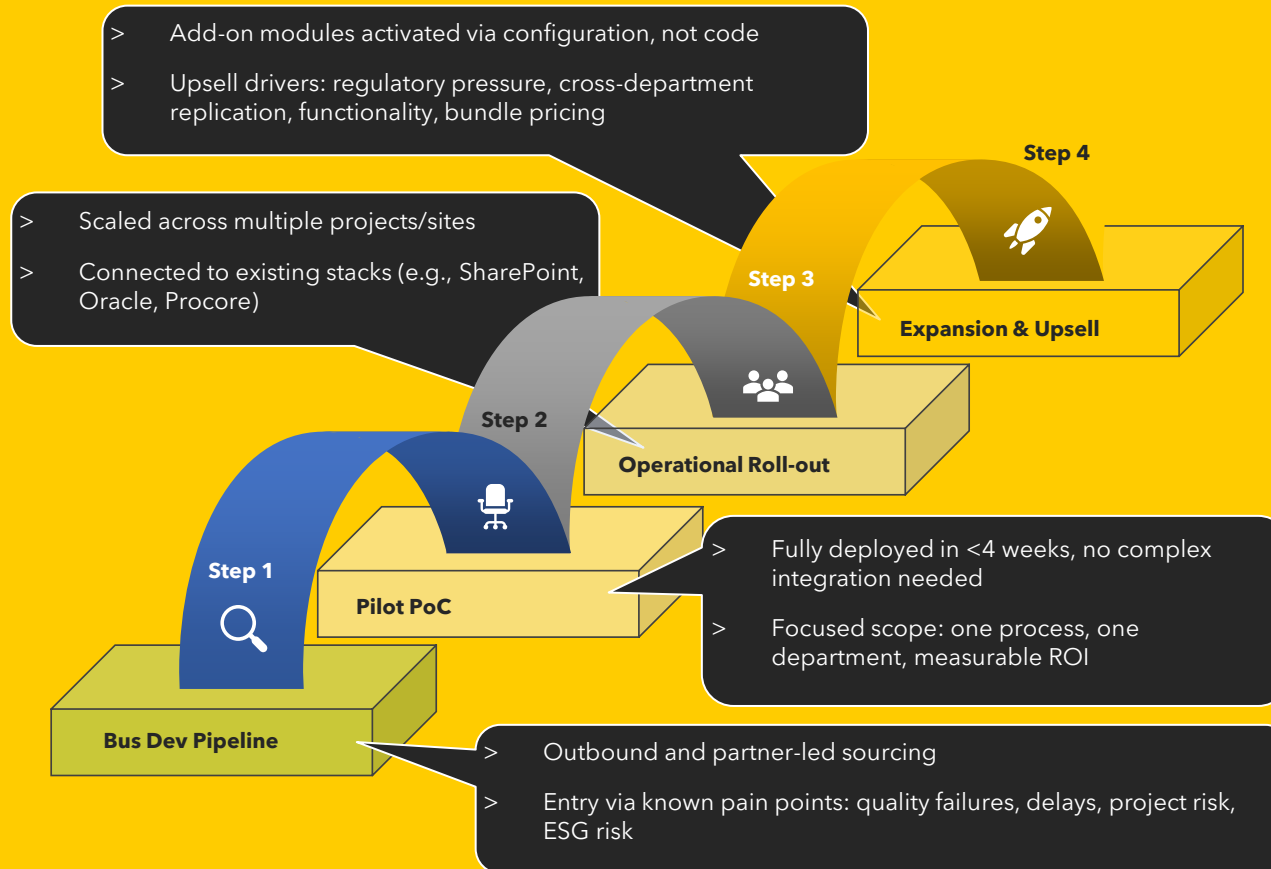 > Add-on modules activated via configuration, not code
> Upsell drivers: regulatory pressure, cross-department
replication, functionality, bundle pricing
Step 4
> Scaled across multiple projects/sites
> Connected to existing stacks (e.g., SharePoint,
Oracle, Procore)
Step 3
Expansion & Upsell
Step 2
Operational Roll-out
Step 1
Pilot PoC
> Fully deployed in <4 weeks, no complex
integration needed
> Focused scope: one process, one
department, measurable ROI
Bus Dev Pipeline
> Outbound and partner-led sourcing
> Entry via known pain points: quality failures, delays, project risk,
ESG risk